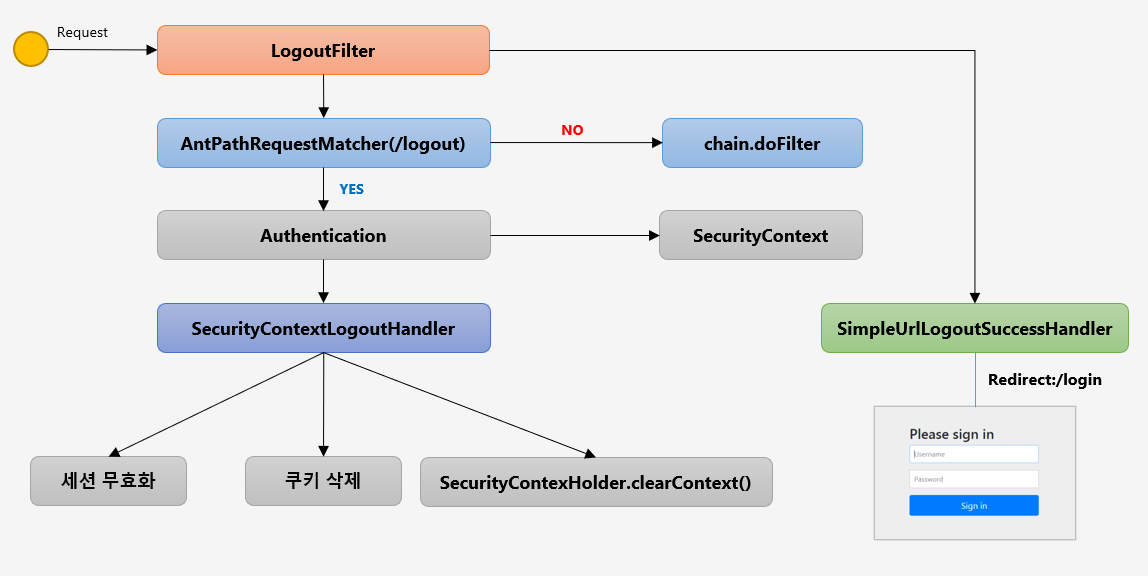 Request
LogoutFilter
AntPathRequestMatcher(/logout)
NO
chain.doFilter
YES
Authentication
SecurityContext
SecurityContextLogoutHandler
SimpleUrlLogoutSuccessHandler
Redirect:/login
세션 무효화
쿠키 삭제
SecurityContexHolder.clearContext()
Please sign in
Username
Password
Sign in